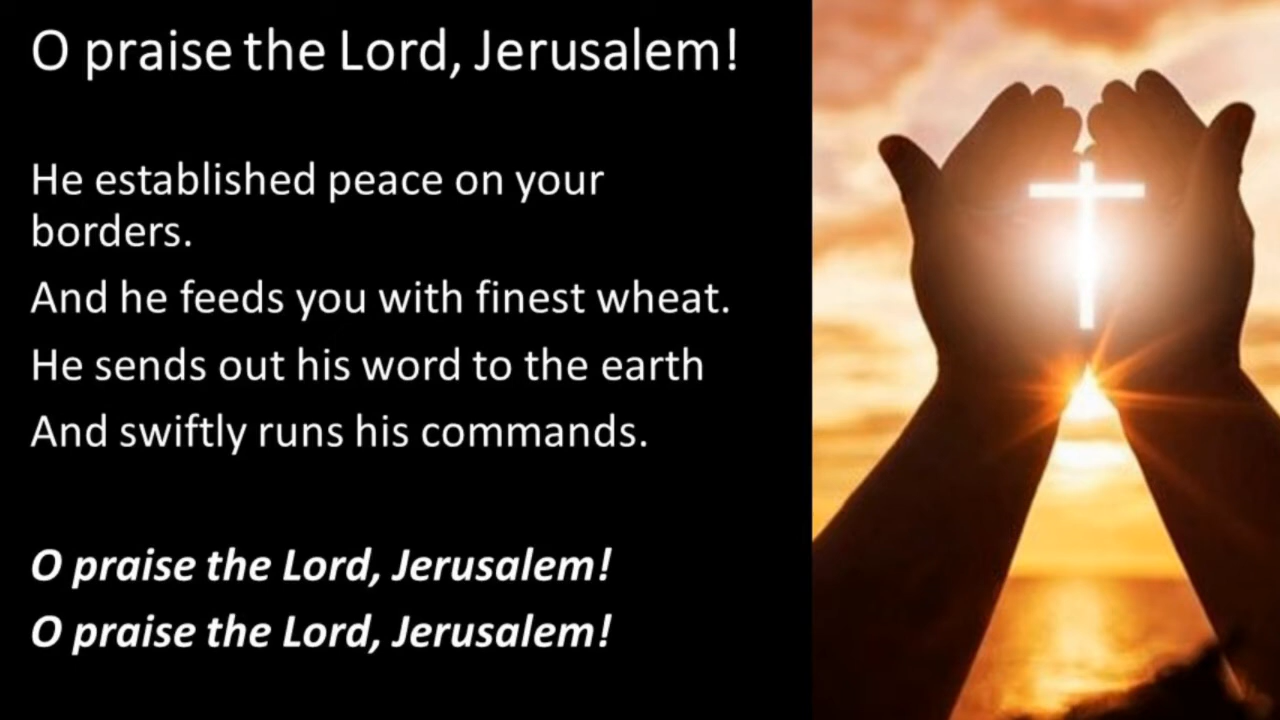 O praise the Lord, Jerusalem!
He established peace on your
borders.
And he feeds you with finest wheat.
He sends out his word to the earth
And swiftly runs his commands.
O praise the Lord, Jerusalem!
O praise the Lord, Jerusalem!